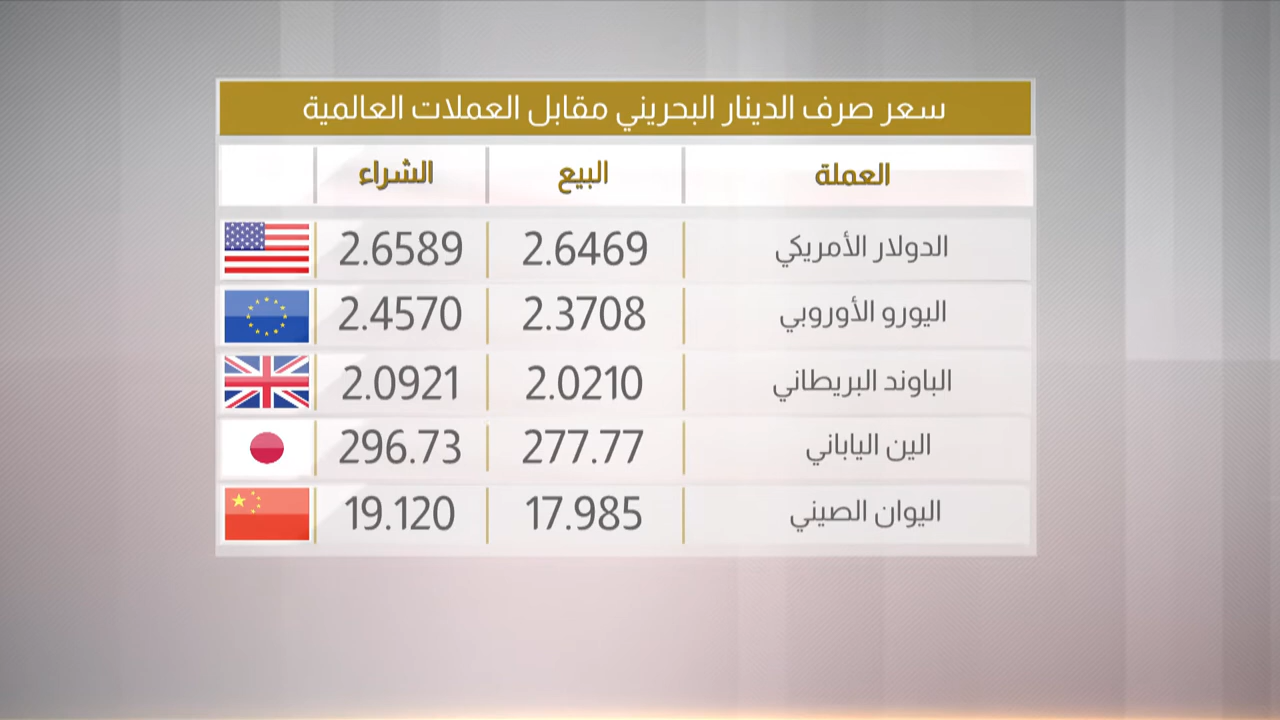 سعر صرف الدينار البحريني مقابل العملات العالمية
العملة البيع الشراء
الدولار الأمريكي 2.6469 2.6589
اليورو الأوروبي 2.3708 2.4570
الباوند البريطاني 2.0210 2.0921
الين الياباني 277.77 296.73
اليوان الصيني 17.985 19.120